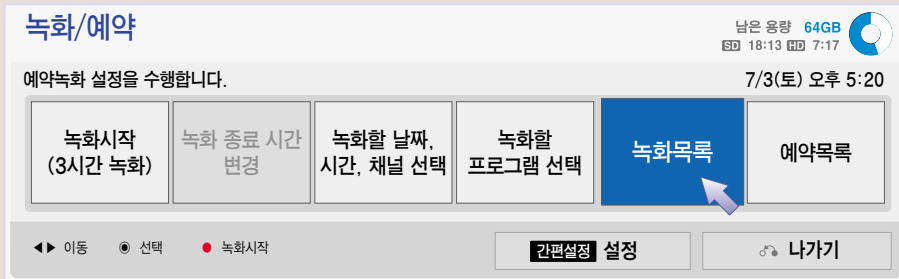 녹화/예약
남은 용량 64GB
SD 18:13 HD 7:17
예약녹화 설정을 수행합니다.
7/3(토) 오후 5:20
녹화시작
(3시간 녹화)
녹화 종료 시간
변경
녹화할 날짜,
시간, 채널 선택
녹화할
프로그램 선택
녹화목록
예약목록
이동
선택
녹화시작
간편설정 설정
나가기